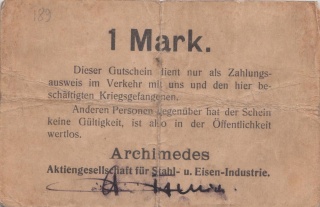 189
1 Mark.
Dieser Gutschein dient nur als Zahlungs-
ausweis im Verkehr mit uns und den hier be-
schäftigten Kriegsgefangenen.
Anderen Personen gegenüber hat der Schein
keine Gültigkeit, ist also in der Öffentlichkeit
wertlos.
Archimedes
Aktiengesellschaft für Stahl- u. Eisen-Industrie.